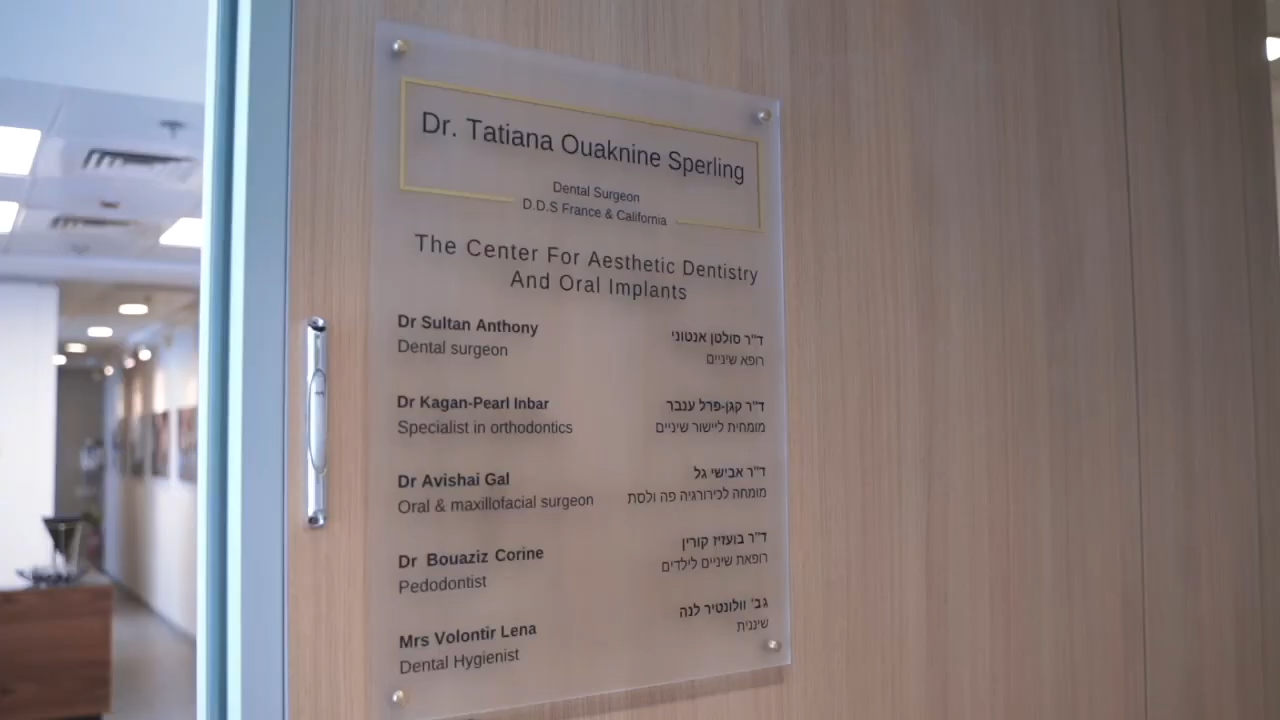 Dr. Tatiana Ouaknine Sperling
Dental Surgeon
D.D.S France & California
The Center For Aesthetic Dentistry
And Oral Implants
Dr Sultan Anthony
Dental surgeon
ד"ר סולטן אנטוני
רופא שיניים
Dr Kagan-Pearl Inbar
Specialist in orthodontics
ד"ר קגן-פרל ענבר
מומחית ליישור שיניים
Dr Avishai Gal
Oral & maxillofacial surgeon
ד"ר אבישי גל
מומחה לכירורגיה פה ולסת
Dr Bouaziz Corine
Pedodontist
ד"ר בועזיז קורין
רופאת שיניים לילדים
Mrs Volontir Lena
Dental Hygienist
גב' וולונטיר לנה
שיננית